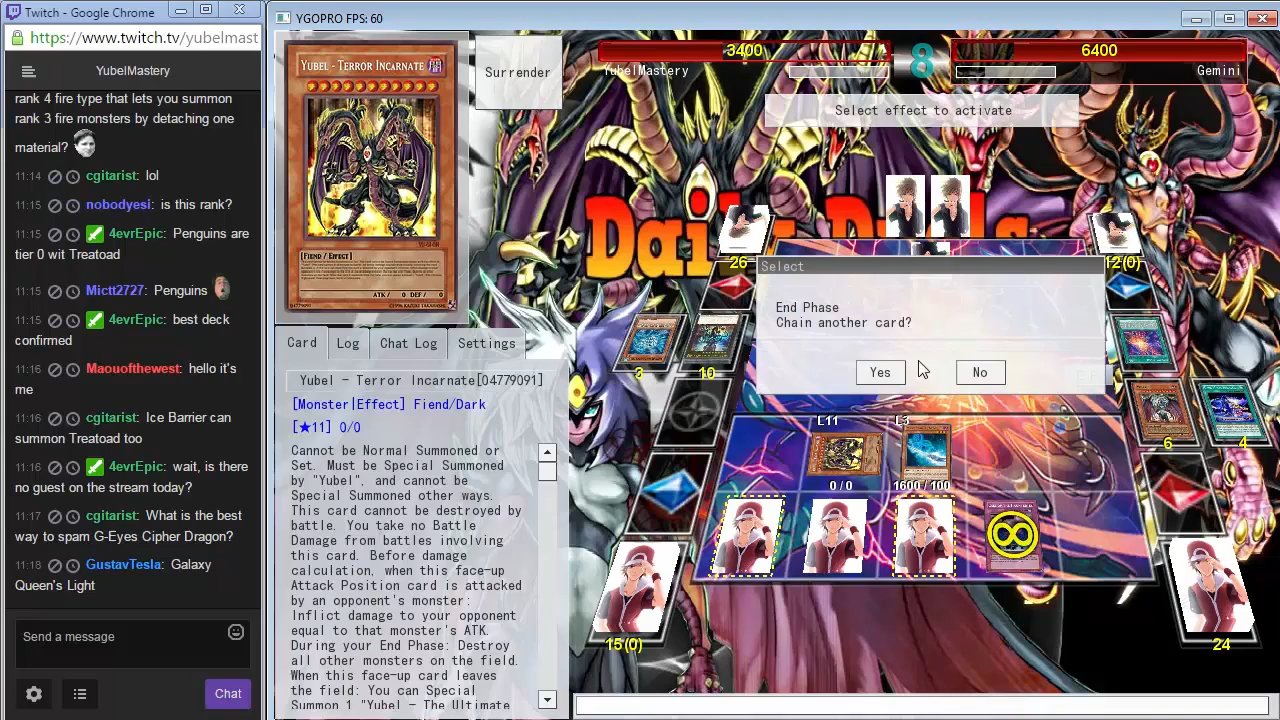 Twitch - Google Chrome
https://www.twitch.tv/yubelmast
YubelMastery
rank 4 fire type that lets you summon
rank 3 fire monsters by detaching one
material?
11:14 cgitarist: lol
11:15 nobodyesi: is this rank?
11:15 4evrEpic: Penguins are
tier 0 wit Treatoad
11:15 Mictt2727: Penguins
11:15 4evrEpic: best deck
confirmed
11:16 Maouofthewest: hello it's
me
11:16 cgitarist: Ice Barrier can
summon Treatoad too
11:16 4evrEpic: wait, is there
no guest on the stream today?
11:17 cgitarist: What is the best
way to spam G-Eyes Cipher Dragon?
11:18 GustavTesla: Galaxy
Queen's Light
Send a message
Chat
YGOPRO FPS: 60
YUBEL - TERROR INCARNATE
[FIEND / EFFECT]
ATK / 0 DEF / 0
04779091
Surrender
Card
Log
Settings
Yubel - Terror Incarnate[04779091]
[Monster|Effect] Fiend/Dark
[★11] 0/0
Cannot be Normal Summoned or
Set. Must be Special Summoned
by "Yubel", and cannot be
Special Summoned other ways.
This card cannot be destroyed by
battle. You take no Battle
Damage from battles involving
this card. Before damage
calculation, when this face-up
Attack Position card is attacked
by an opponent's monster:
Inflict damage to your opponent
equal to that monster's ATK.
During your End Phase: Destroy
all other monsters on the field.
When this face-up card leaves
the field: You can Special
Summon 1 "Yubel - The Ultimate
3400
YubelMastery
8
6400
Gemini
Select effect to activate
Select
End Phase
Chain another card?
Yes
No
26
12(0)
3
10
6
4
L11
0/0
L3
1600/100
15(0)
24